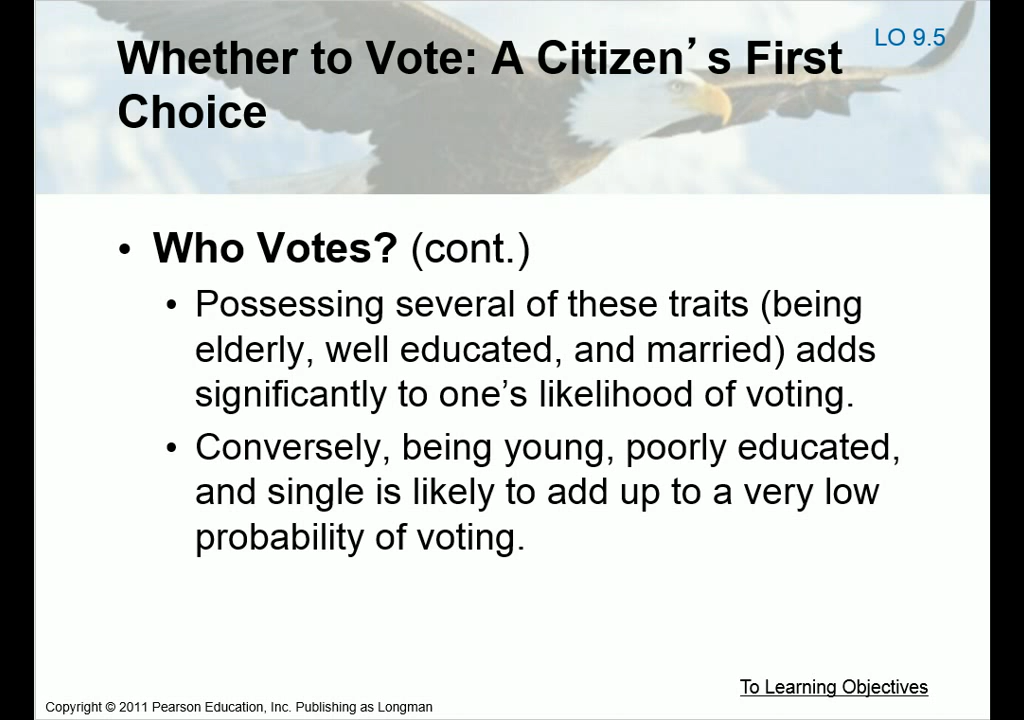 Whether to Vote: A Citizen’s First
Choice
LO 9.5
• Who Votes? (cont.)
• Possessing several of these traits (being
elderly, well educated, and married) adds
significantly to one’s likelihood of voting.
• Conversely, being young, poorly educated,
and single is likely to add up to a very low
probability of voting.
To Learning Objectives
Copyright © 2011 Pearson Education, Inc. Publishing as Longman